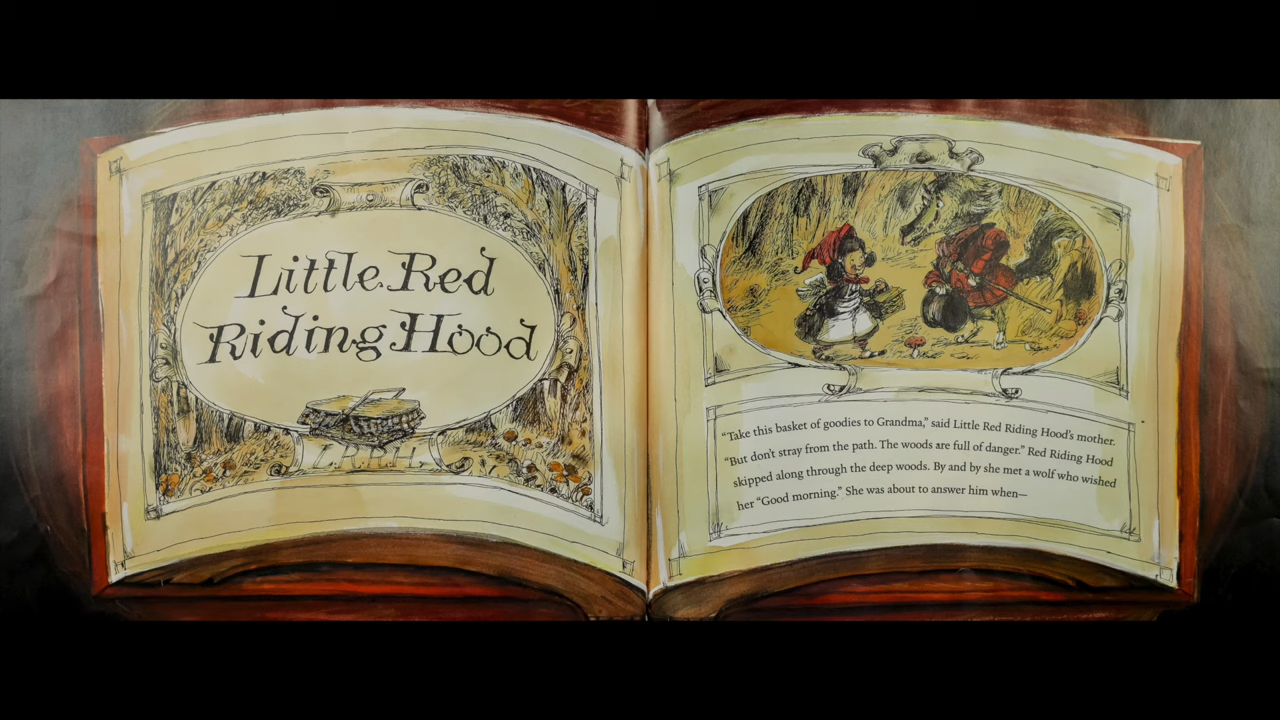 Little Red
Riding Hood
L.R.R.H.
“Take this basket of goodies to Grandma,” said Little Red Riding Hood’s mother.
“But don’t stray from the path. The woods are full of danger.” Red Riding Hood
skipped along through the deep woods. By and by she met a wolf who wished
her “Good morning.” She was about to answer him when—